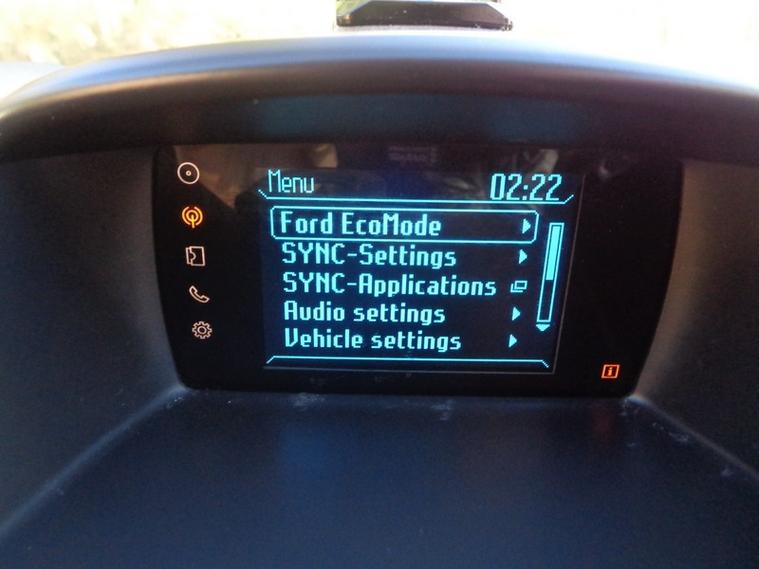 Menu 02:22
Ford EcoMode
SYNC-Settings
SYNC-Applications
Audio settings
Vehicle settings
i